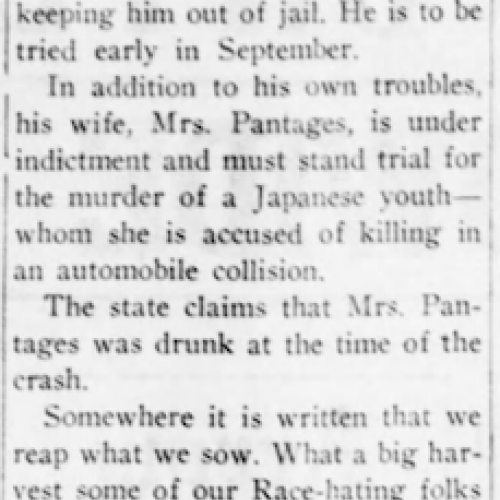 keeping him out of jail. He is to be
tried early in September.
In addition to his own troubles,
his wife, Mrs. Pantages, is under
indictment and must stand trial for
the murder of a Japanese youth—
whom she is accused of killing in
an automobile collision.
The state claims that Mrs. Pan-
tages was drunk at the time of the
crash.
Somewhere it is written that we
reap what we sow. What a big har-
vest some of our Race-hating folks